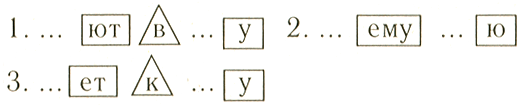 1. ... ют в ... у 2. ... ему ... ю
3. ... ет к ... у